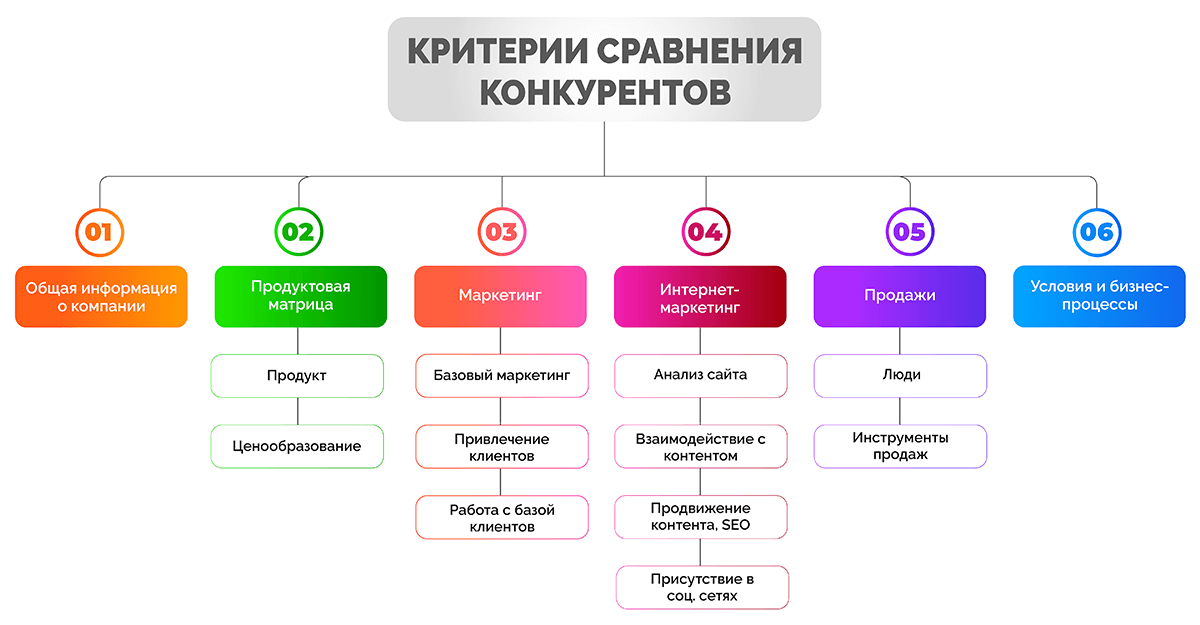 КРИТЕРИИ СРАВНЕНИЯ
КОНКУРЕНТОВ
01
Общая информация
о компании
02
Продуктовая
матрица
Продукт
Ценообразование
03
Маркетинг
Базовый маркетинг
Привлечение
клиентов
Работа с базой
клиентов
04
Интернет-
маркетинг
Анализ сайта
Взаимодействие с
контентом
Продвижение
контента, SEO
Присутствие в
соц. сетях
05
Продажи
Люди
Инструменты
продаж
06
Условия и бизнес-
процессы